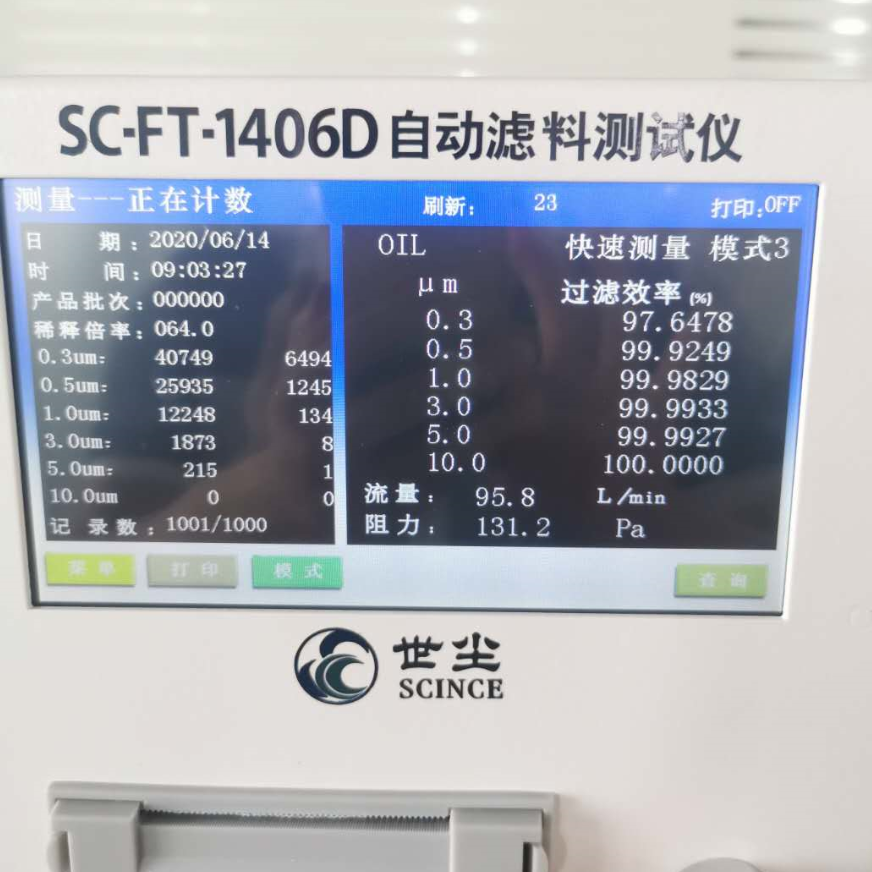 SC-FT-1406D 自动滤料测试仪
测量---正在计数 刷新: 23 打印:OFF
日 期: 2020/06/14
时 间: 09:03:27
产品批次: 000000
稀释倍率: 064.0
0.3um: 40749 6494
0.5um: 25935 1245
1.0um: 12248 134
3.0um: 1873 8
5.0um: 215 1
10.0um 0 0
记 录 数: 1001/1000
OIL 快速测量 模式3
μm 过滤效率(%)
0.3 97.6478
0.5 99.9249
1.0 99.9829
3.0 99.9933
5.0 99.9927
10.0 100.0000
流量: 95.8 L/min
阻力: 131.2 Pa
菜单 打印 模式 查询
世尘
SCINCE